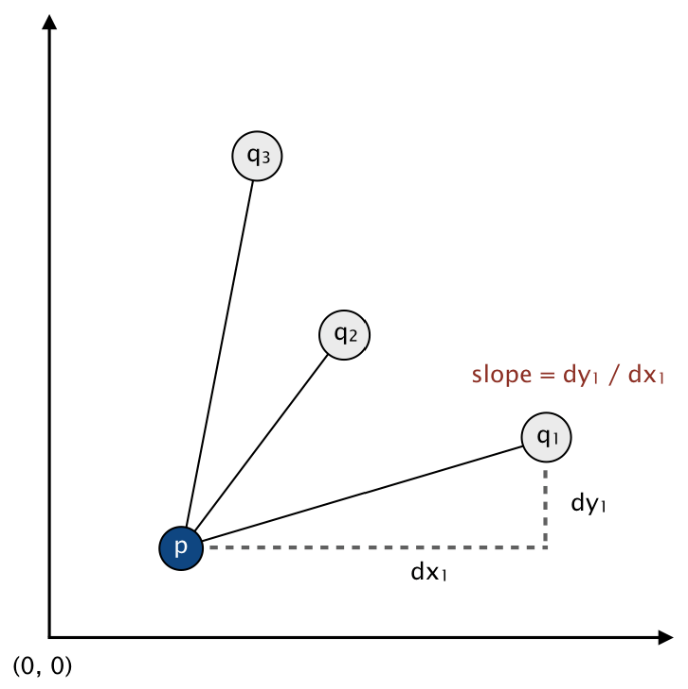 q3
q2
slope = dy1 / dx1
q1
dy1
p
dx1
(0, 0)